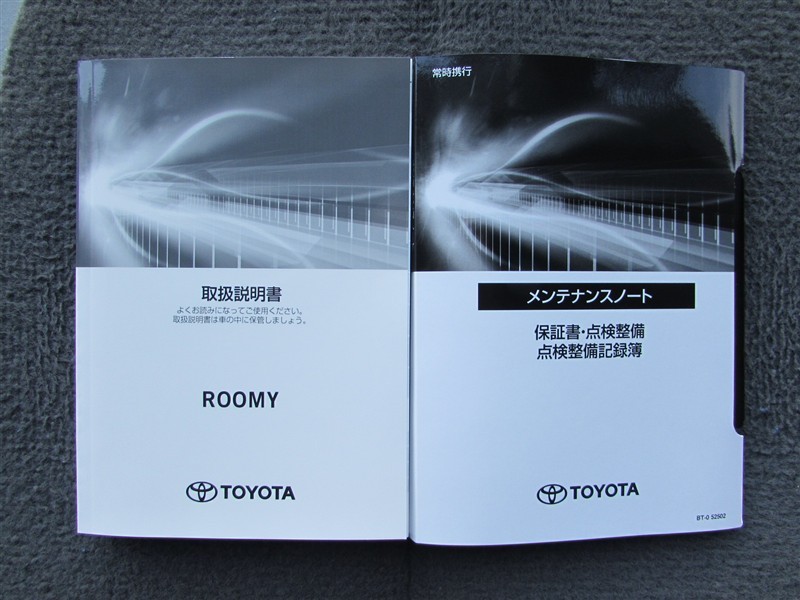 取扱説明書
よくお読みになってご使用ください。
取扱説明書は車の中に保管しましょう。
ROOMY
TOYOTA
常時携行
メンテナンスノート
保証書・点検整備
点検整備記録簿
TOYOTA
BT-0 52502